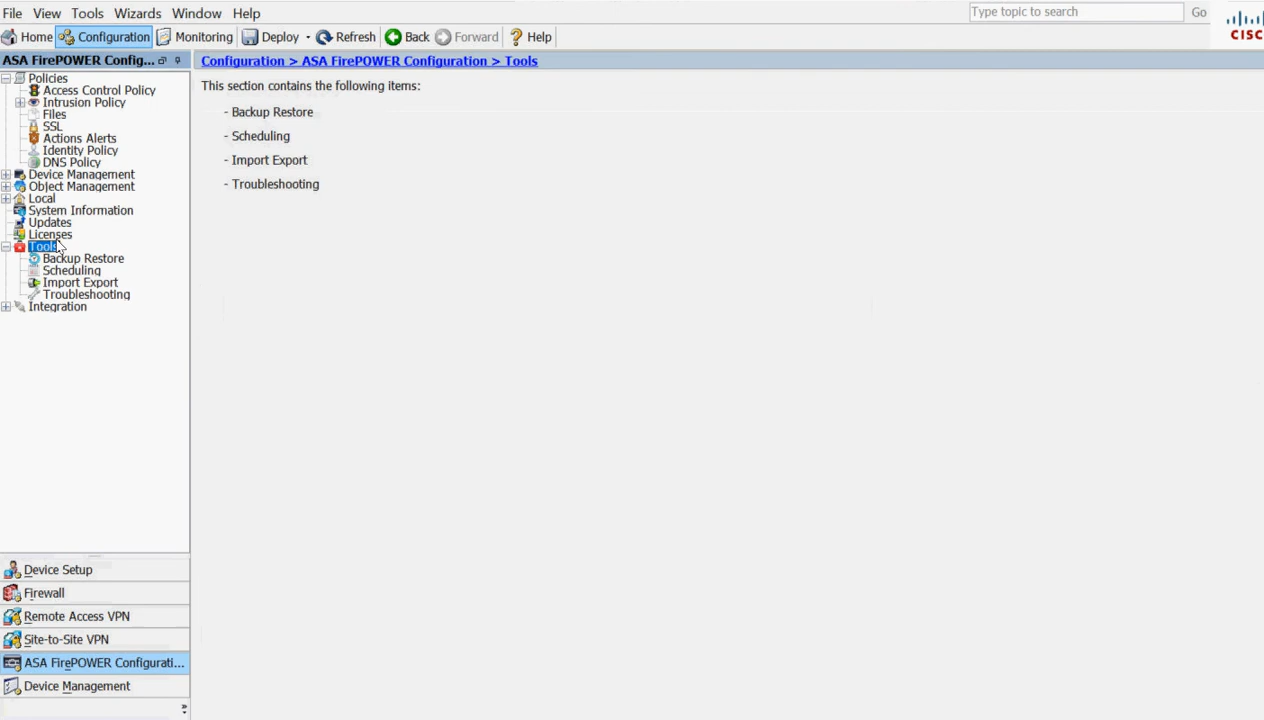 File View Tools Wizards Window Help
Type topic to search Go
CISC
Home Configuration Monitoring Deploy Refresh Back Forward Help
ASA FirePOWER Config...
Configuration > ASA FirePOWER Configuration > Tools
Policies
Access Control Policy
Intrusion Policy
Files
SSL
Actions Alerts
Identity Policy
DNS Policy
Device Management
Object Management
Local
System Information
Updates
Licenses
Tools
Backup Restore
Scheduling
Import Export
Troubleshooting
Integration
This section contains the following items:
- Backup Restore
- Scheduling
- Import Export
- Troubleshooting
Device Setup
Firewall
Remote Access VPN
Site-to-Site VPN
ASA FirePOWER Configurati...
Device Management
»